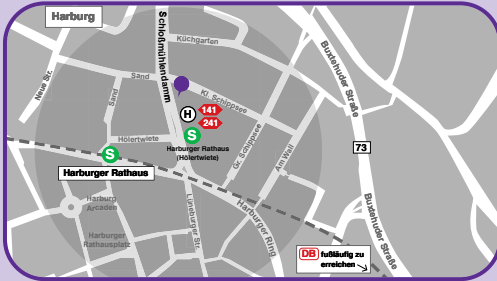 Harburg
Schloßmühlendamm
Küchgarten
Neue Str.
Sand
Sand
Kl. Schippsee
Buxtehuder Straße
H
141
241
S
Hölertwiete
Harburger Rathaus
(Hölertwiete)
Gr. Schippsee
Am Wall
73
S
Harburger Rathaus
Harburg
Arcaden
Lüneburger Str.
Harburger Ring
Buxtehuder Straße
Harburger
Rathausplatz
DB fußläufig zu
erreichen